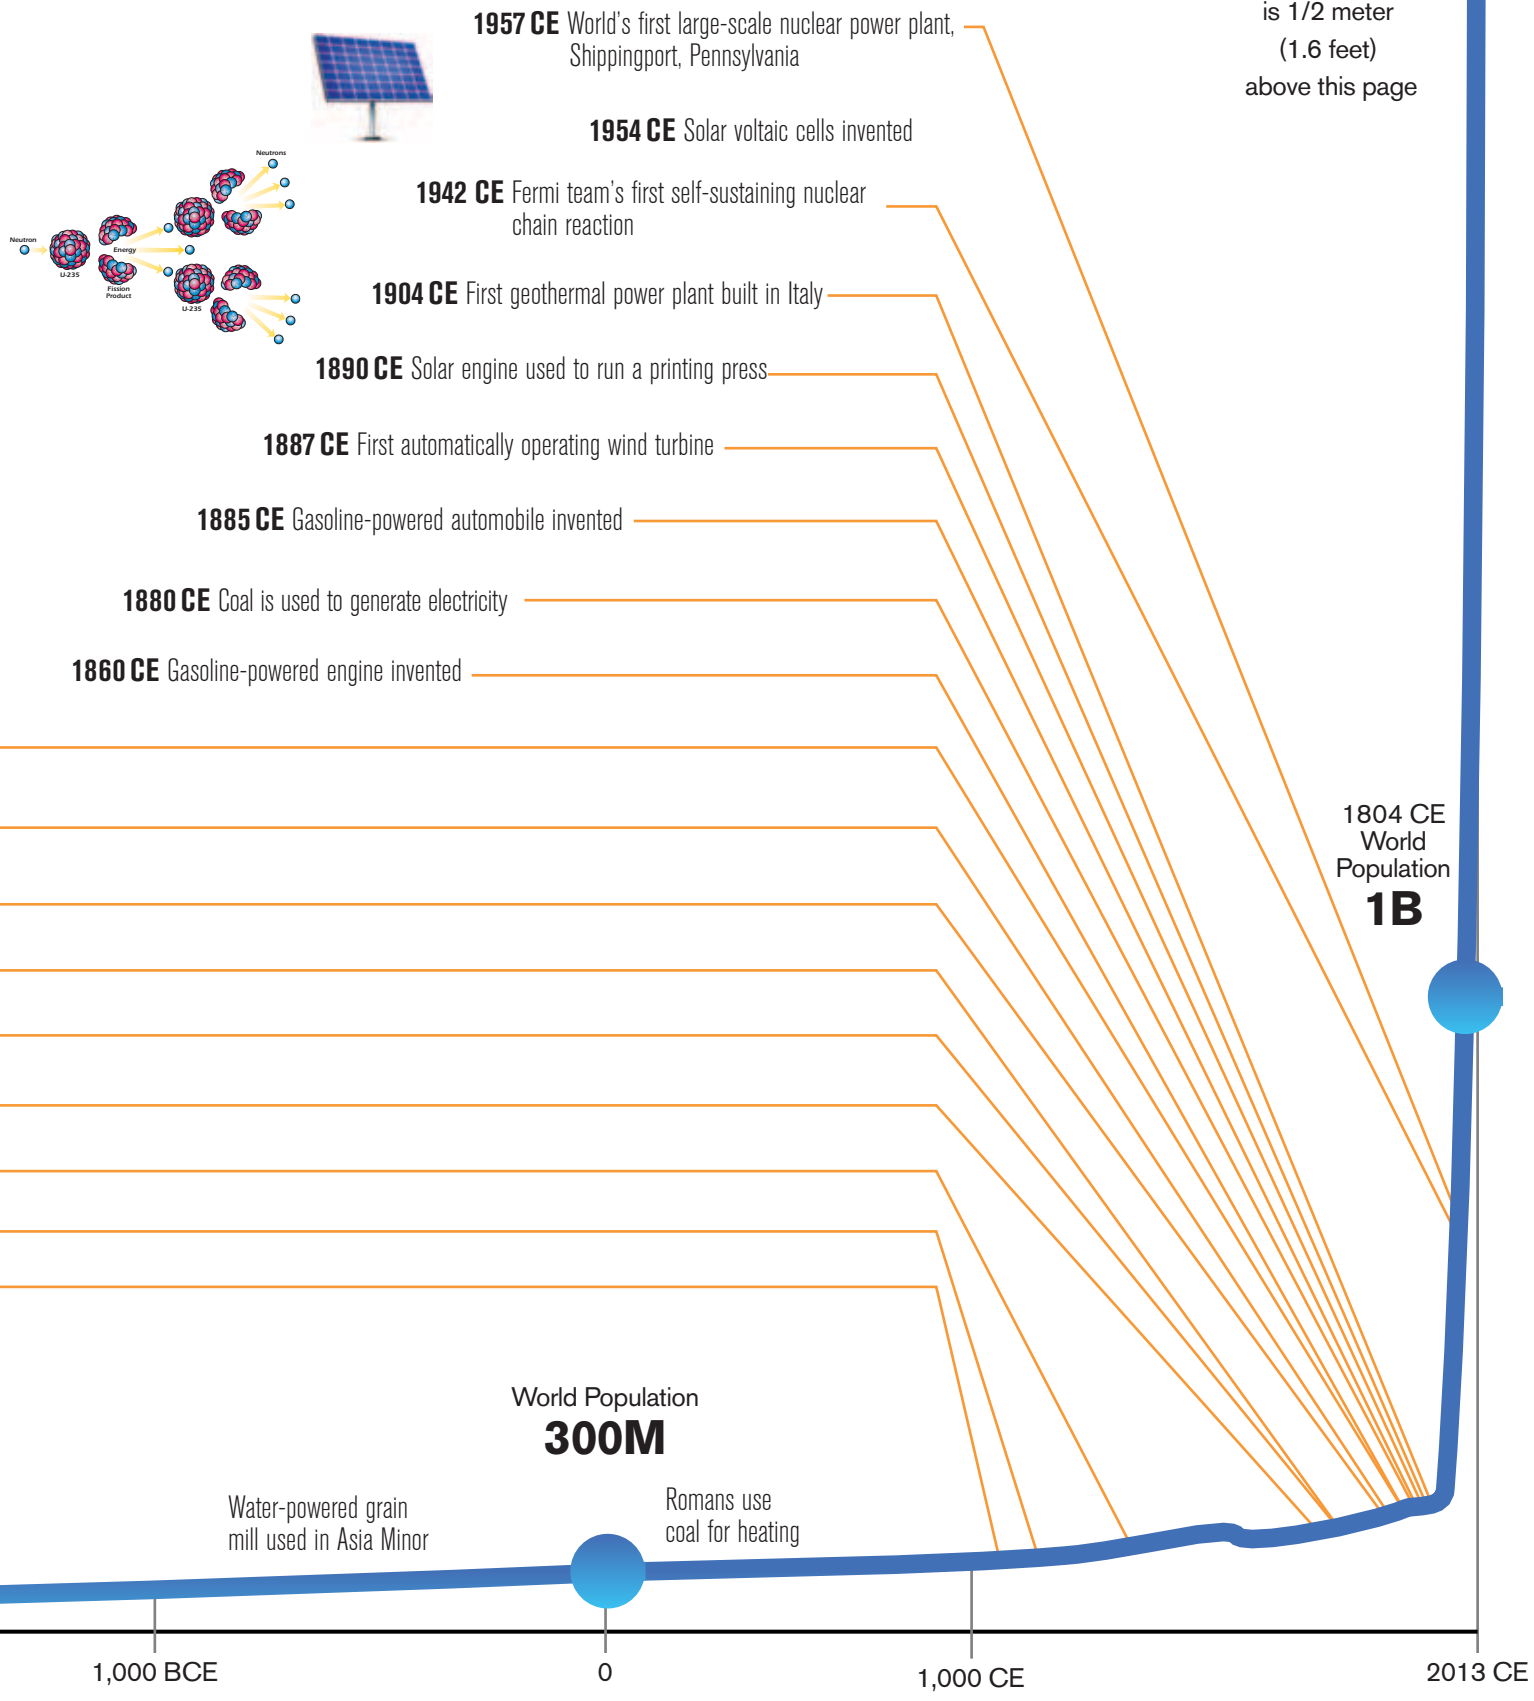 is 1/2 meter
(1.6 feet)
above this page
1957 CE World's first large-scale nuclear power plant,
Shippingport, Pennsylvania
1954 CE Solar voltaic cells invented
1942 CE Fermi team's first self-sustaining nuclear
chain reaction
Neutrons
Neutron
Energy
U-235
Fission
Product
U-235
1904 CE First geothermal power plant built in Italy
1890 CE Solar engine used to run a printing press
1887 CE First automatically operating wind turbine
1885 CE Gasoline-powered automobile invented
1880 CE Coal is used to generate electricity
1860 CE Gasoline-powered engine invented
1804 CE
World
Population
1B
World Population
300M
Water-powered grain
mill used in Asia Minor
Romans use
coal for heating
1,000 BCE
0
1,000 CE
2013 CE